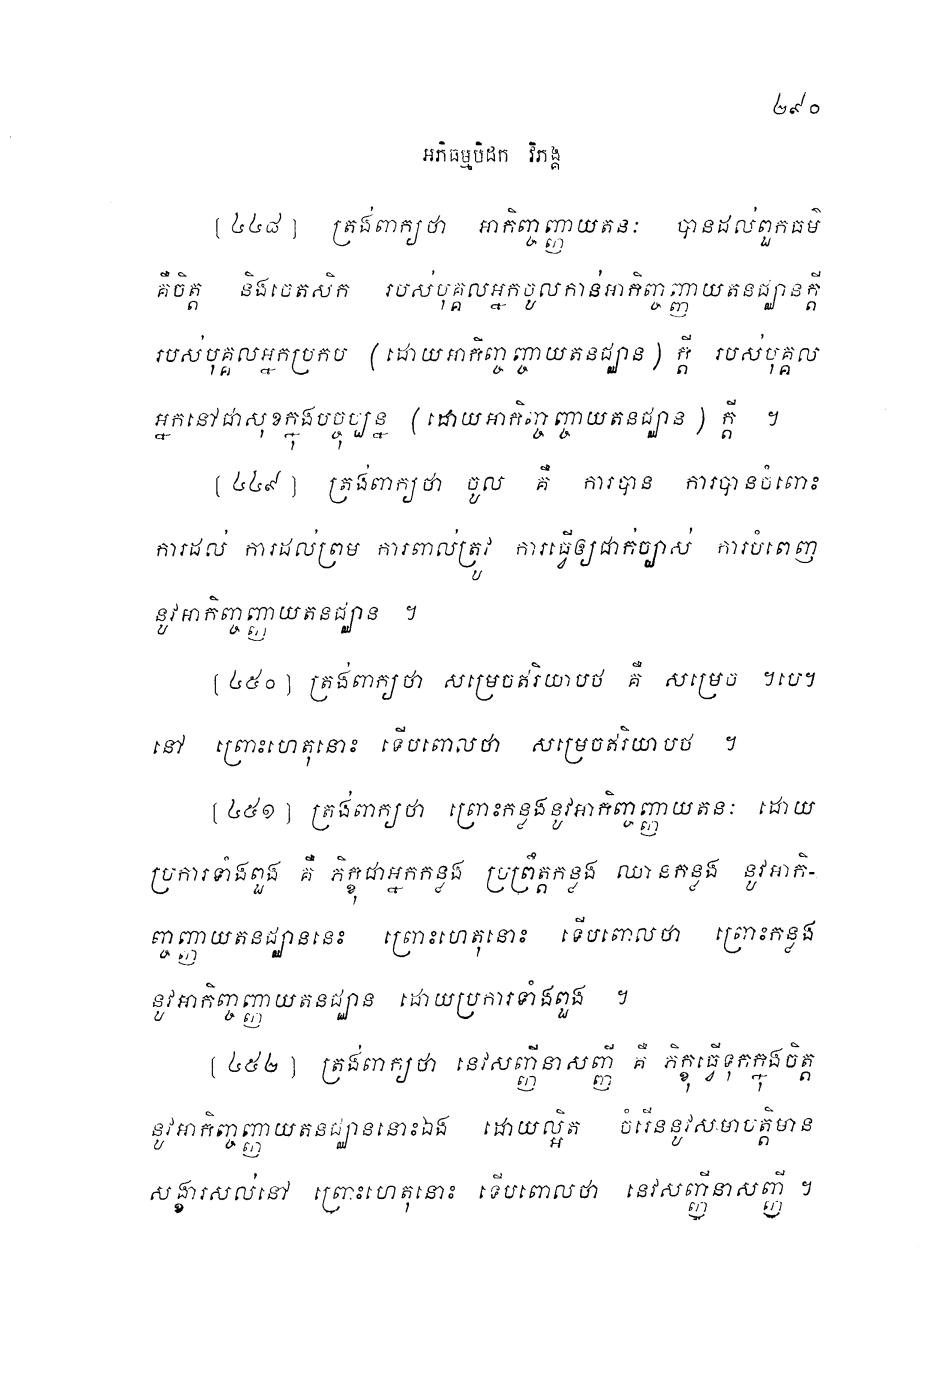 ២៩០
អភិធម្មបិដក វិភង្គ
[៤៤៨] ត្រង់ពាក្យថា អាកិញ្ចញ្ញាយតនៈ បានដល់ពួកធម៌
គឺចិត្ត និងចេតសិក របស់បុគ្គលអ្នកចូលកាន់អាកិញ្ចញ្ញាយតនជ្ឈានក្តី
របស់បុគ្គលអ្នកប្រកប (ដោយអាកិញ្ចញ្ចាយតនជ្ឈាន) ក្តី របស់បុគ្គល
អ្នកនៅជាសុខក្នុងបច្ចុប្បន្ន (ដោយអាកិញ្ចញ្ចាយតនជ្ឈាន) ក្តី ។
[៤៤៩] ត្រង់ពាក្យថា ចូល គឺ ការបាន ការបានចំពោះ
ការដល់ ការដល់ព្រម ការពាល់ត្រូវ ការធ្វើឲ្យជាក់ច្បាស់ ការបំពេញ
នូវអាកិញ្ចញ្ញាយតនជ្ឈាន ។
[៤៥០] ត្រង់ពាក្យថា សម្រេចឥរិយាបថ គឺ សម្រេច ។បេ។
នៅ ព្រោះហេតុនោះ ទើបពោលថា សម្រេចឥរិយាបថ ។
[៤៥១] ត្រង់ពាក្យថា ព្រោះកន្លងនូវអាកិញ្ចញ្ញាយតនៈ ដោយ
ប្រការទាំងពួង គឺ ភិក្ខុជាអ្នកកន្លង ប្រព្រឹត្តកន្លង ឈានកន្លង នូវអាកិ-
ញ្ចញ្ញាយតនជ្ឈាននេះ ព្រោះហេតុនោះ ទើបពោលថា ព្រោះកន្លង
នូវអាកិញ្ចញ្ញាយតនជ្ឈាន ដោយប្រការទាំងពួង ។
[៤៥២] ត្រង់ពាក្យថា នេវសញ្ញីនាសញ្ញី គឺ ភិក្ខុធ្វើទុកក្នុងចិត្ត
នូវអាកិញ្ចញ្ញាយតនជ្ឈាននោះឯង ដោយល្អិត ចំរើននូវសមាបត្តិមាន
សង្ខារសល់នៅ ព្រោះហេតុនោះ ទើបពោលថា នេវសញ្ញីនាសញ្ញី ។